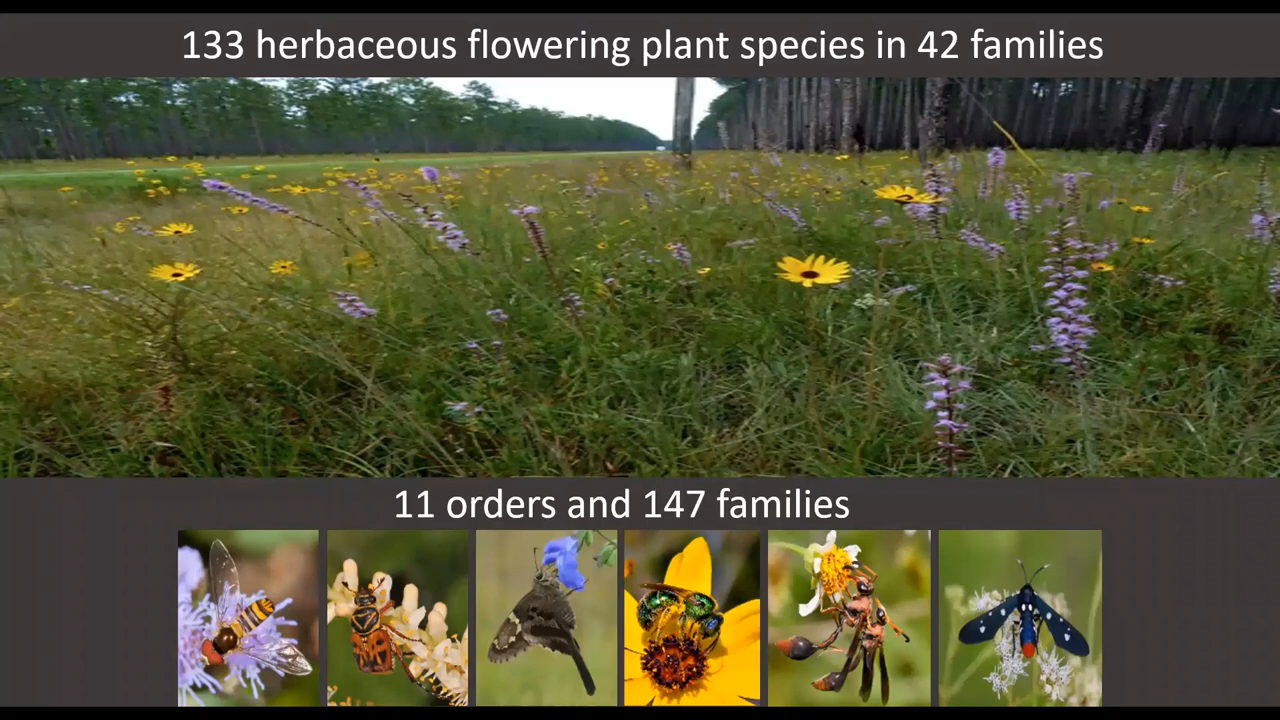 133 herbaceous flowering plant species in 42 families
11 orders and 147 families